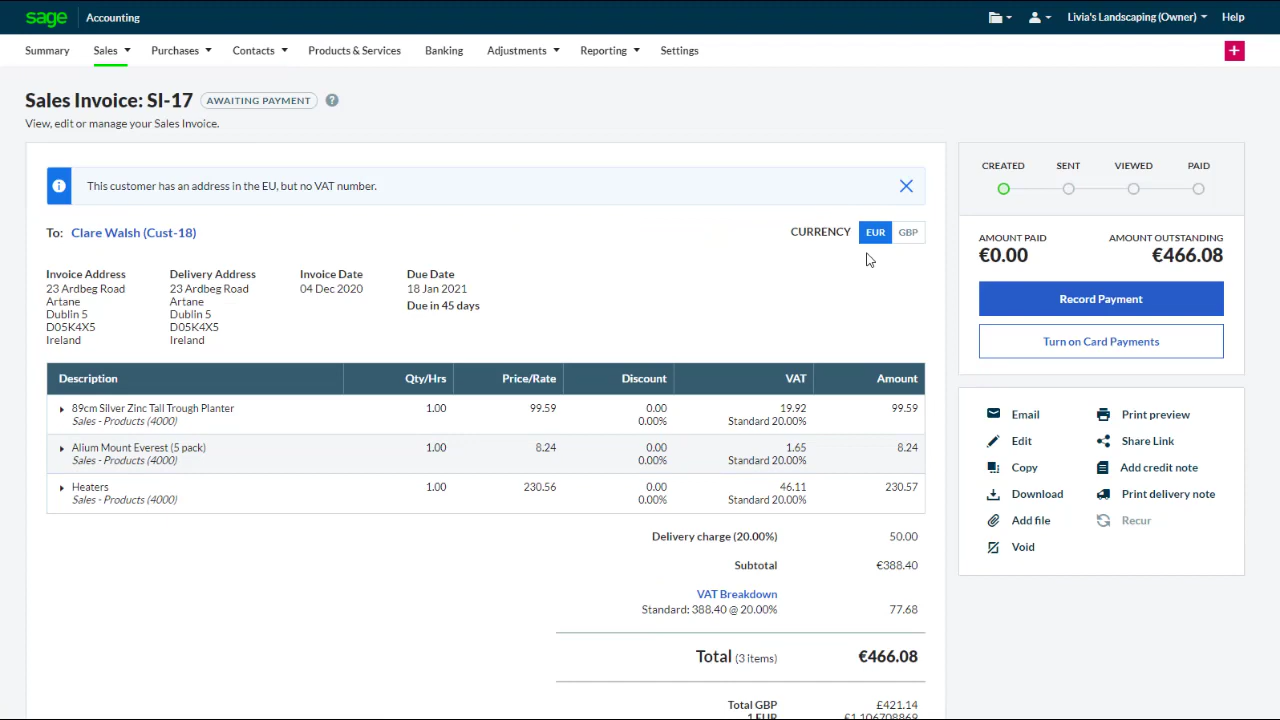 sage Accounting Livia's Landscaping (Owner) Help
Summary Sales Purchases Contacts Products & Services Banking Adjustments Reporting Settings +
Sales Invoice: SI-17 AWAITING PAYMENT ?
View, edit or manage your Sales Invoice.
This customer has an address in the EU, but no VAT number.
To: Clare Walsh (Cust-18) CURRENCY EUR GBP
Invoice Address
23 Ardbeg Road
Artane
Dublin 5
D05K4X5
Ireland
Delivery Address
23 Ardbeg Road
Artane
Dublin 5
D05K4X5
Ireland
Invoice Date
04 Dec 2020
Due Date
18 Jan 2021
Due in 45 days
Description Qty/Hrs Price/Rate Discount VAT Amount
89cm Silver Zinc Tall Trough Planter 1.00 99.59 0.00 19.92 99.59
Sales - Products (4000) 0.00% Standard 20.00%
Alium Mount Everest (5 pack) 1.00 8.24 0.00 1.65 8.24
Sales - Products (4000) 0.00% Standard 20.00%
Heaters 1.00 230.56 0.00 46.11 230.57
Sales - Products (4000) 0.00% Standard 20.00%
Delivery charge (20.00%) 50.00
Subtotal €388.40
VAT Breakdown
Standard: 388.40 @ 20.00% 77.68
Total (3 items) €466.08
Total GBP £421.14
1 EUR £1.106708869
CREATED SENT VIEWED PAID
AMOUNT PAID AMOUNT OUTSTANDING
€0.00 €466.08
Record Payment
Turn on Card Payments
Email Print preview
Edit Share Link
Copy Add credit note
Download Print delivery note
Add file Recur
Void